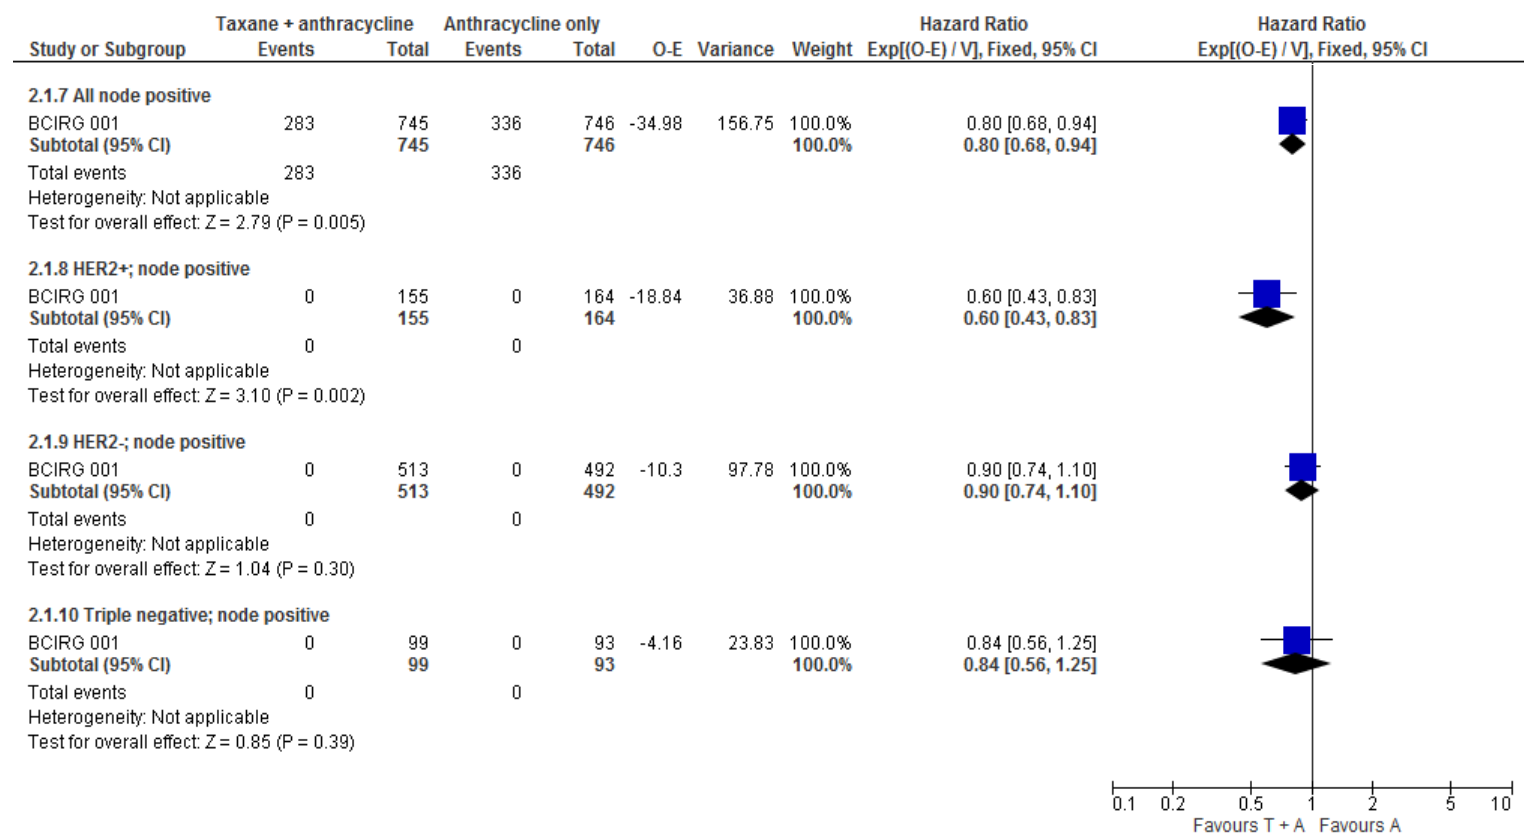 Taxane + anthracycline Anthracycline only Hazard Ratio Hazard Ratio
Study or Subgroup Events Total Events Total O-E Variance Weight Exp[(O-E) / V], Fixed, 95% CI Exp[(O-E) / V], Fixed, 95% CI
2.1.7 All node positive
BCIRG 001 283 745 336 746 -34.98 156.75 100.0% 0.80 [0.68, 0.94]
Subtotal (95% CI) 745 746 100.0% 0.80 [0.68, 0.94]
Total events 283 336
Heterogeneity: Not applicable
Test for overall effect: Z = 2.79 (P = 0.005)
2.1.8 HER2+; node positive
BCIRG 001 0 155 0 164 -18.84 36.88 100.0% 0.60 [0.43, 0.83]
Subtotal (95% CI) 155 164 100.0% 0.60 [0.43, 0.83]
Total events 0 0
Heterogeneity: Not applicable
Test for overall effect: Z = 3.10 (P = 0.002)
2.1.9 HER2-; node positive
BCIRG 001 0 513 0 492 -10.3 97.78 100.0% 0.90 [0.74, 1.10]
Subtotal (95% CI) 513 492 100.0% 0.90 [0.74, 1.10]
Total events 0 0
Heterogeneity: Not applicable
Test for overall effect: Z = 1.04 (P = 0.30)
2.1.10 Triple negative; node positive
BCIRG 001 0 99 0 93 -4.16 23.83 100.0% 0.84 [0.56, 1.25]
Subtotal (95% CI) 99 93 100.0% 0.84 [0.56, 1.25]
Total events 0 0
Heterogeneity: Not applicable
Test for overall effect: Z = 0.85 (P = 0.39)
0.1 0.2 0.5 1 2 5 10
Favours T + A Favours A